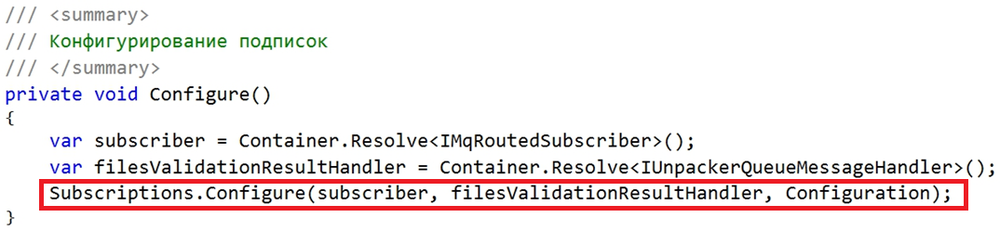 /// <summary>
/// Конфигурирование подписок
/// </summary>
private void Configure()
{
    var subscriber = Container.Resolve<IMqRoutedSubscriber>();
    var filesValidationResultHandler = Container.Resolve<IUnpackerQueueMessageHandler>();
    Subscriptions.Configure(subscriber, filesValidationResultHandler, Configuration);
}